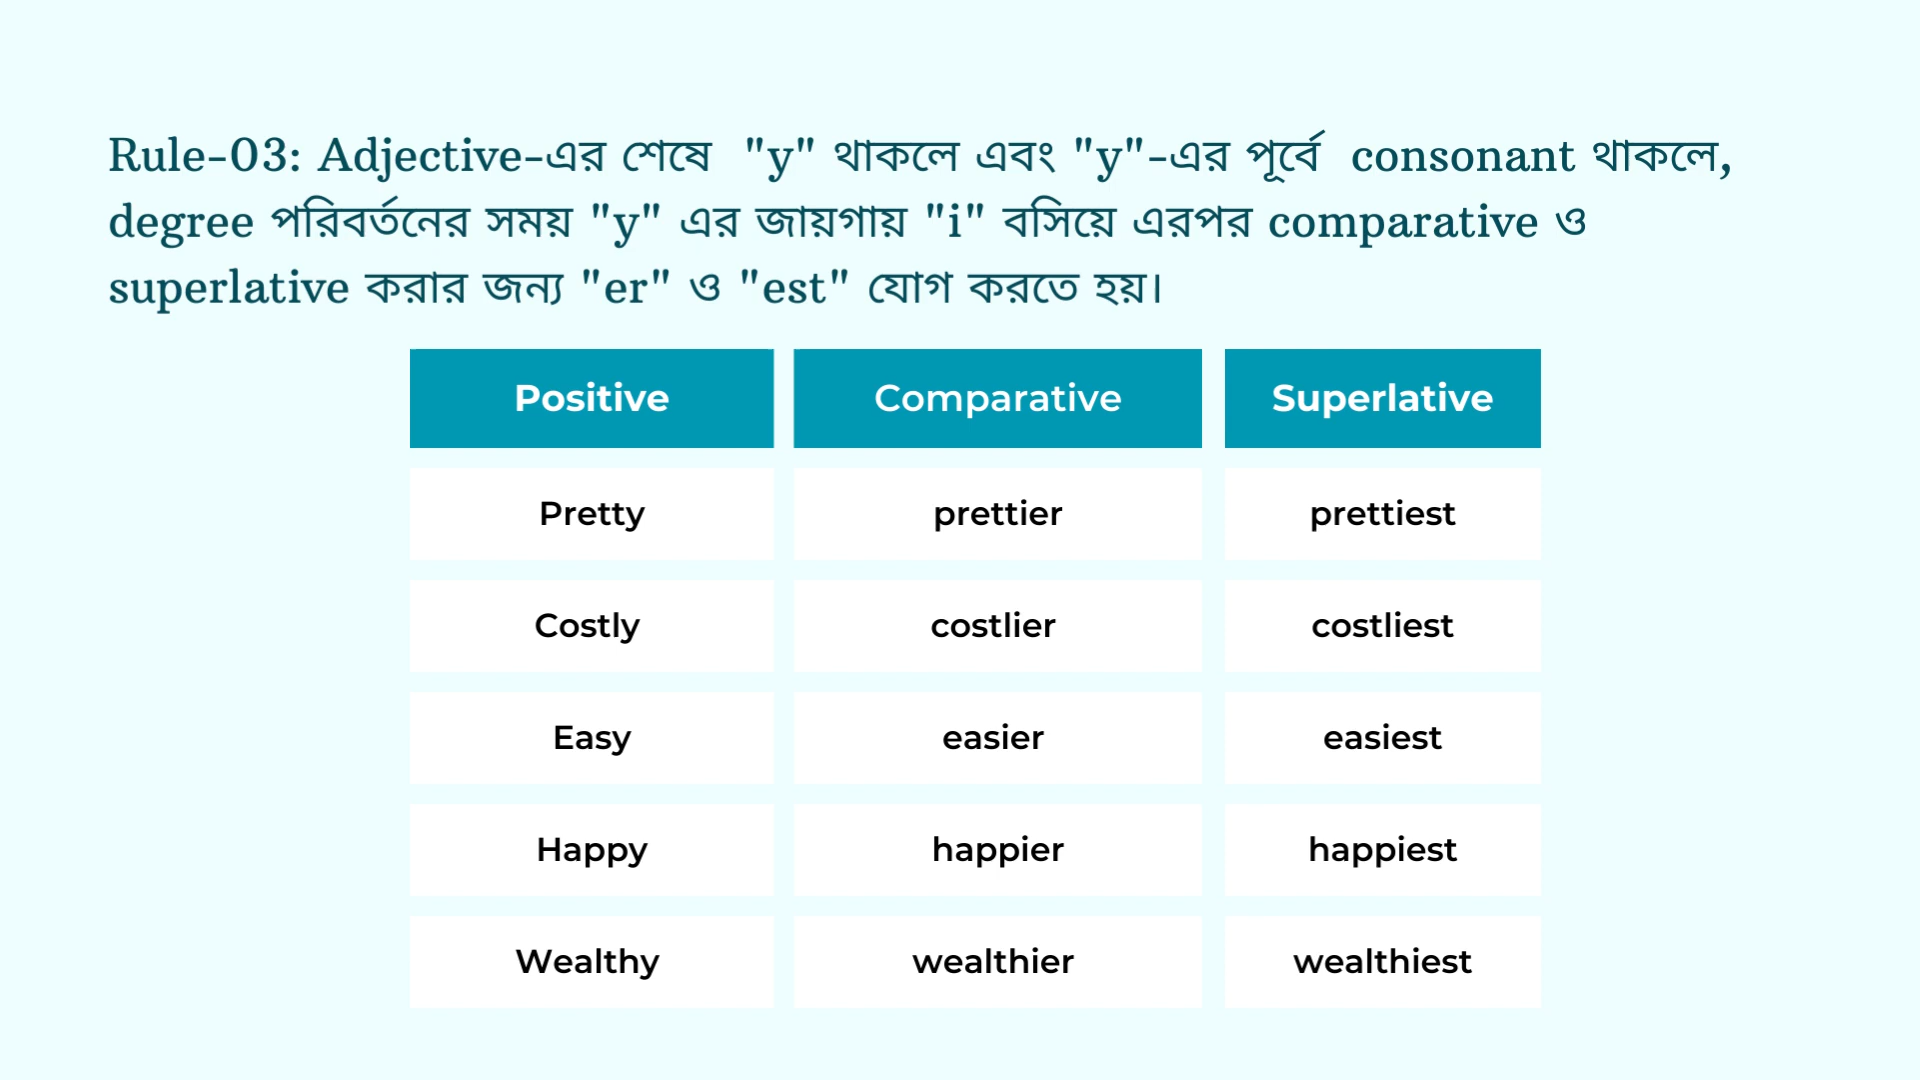 Rule-03: Adjective-এর শেষে "y" থাকলে এবং "y"-এর পূর্বে consonant থাকলে,
degree পরিবর্তনের সময় "y" এর জায়গায় "i" বসিয়ে এরপর comparative ও
superlative করার জন্য "er" ও "est" যোগ করতে হয়।
Positive Comparative Superlative
Pretty prettier prettiest
Costly costlier costliest
Easy easier easiest
Happy happier happiest
Wealthy wealthier wealthiest